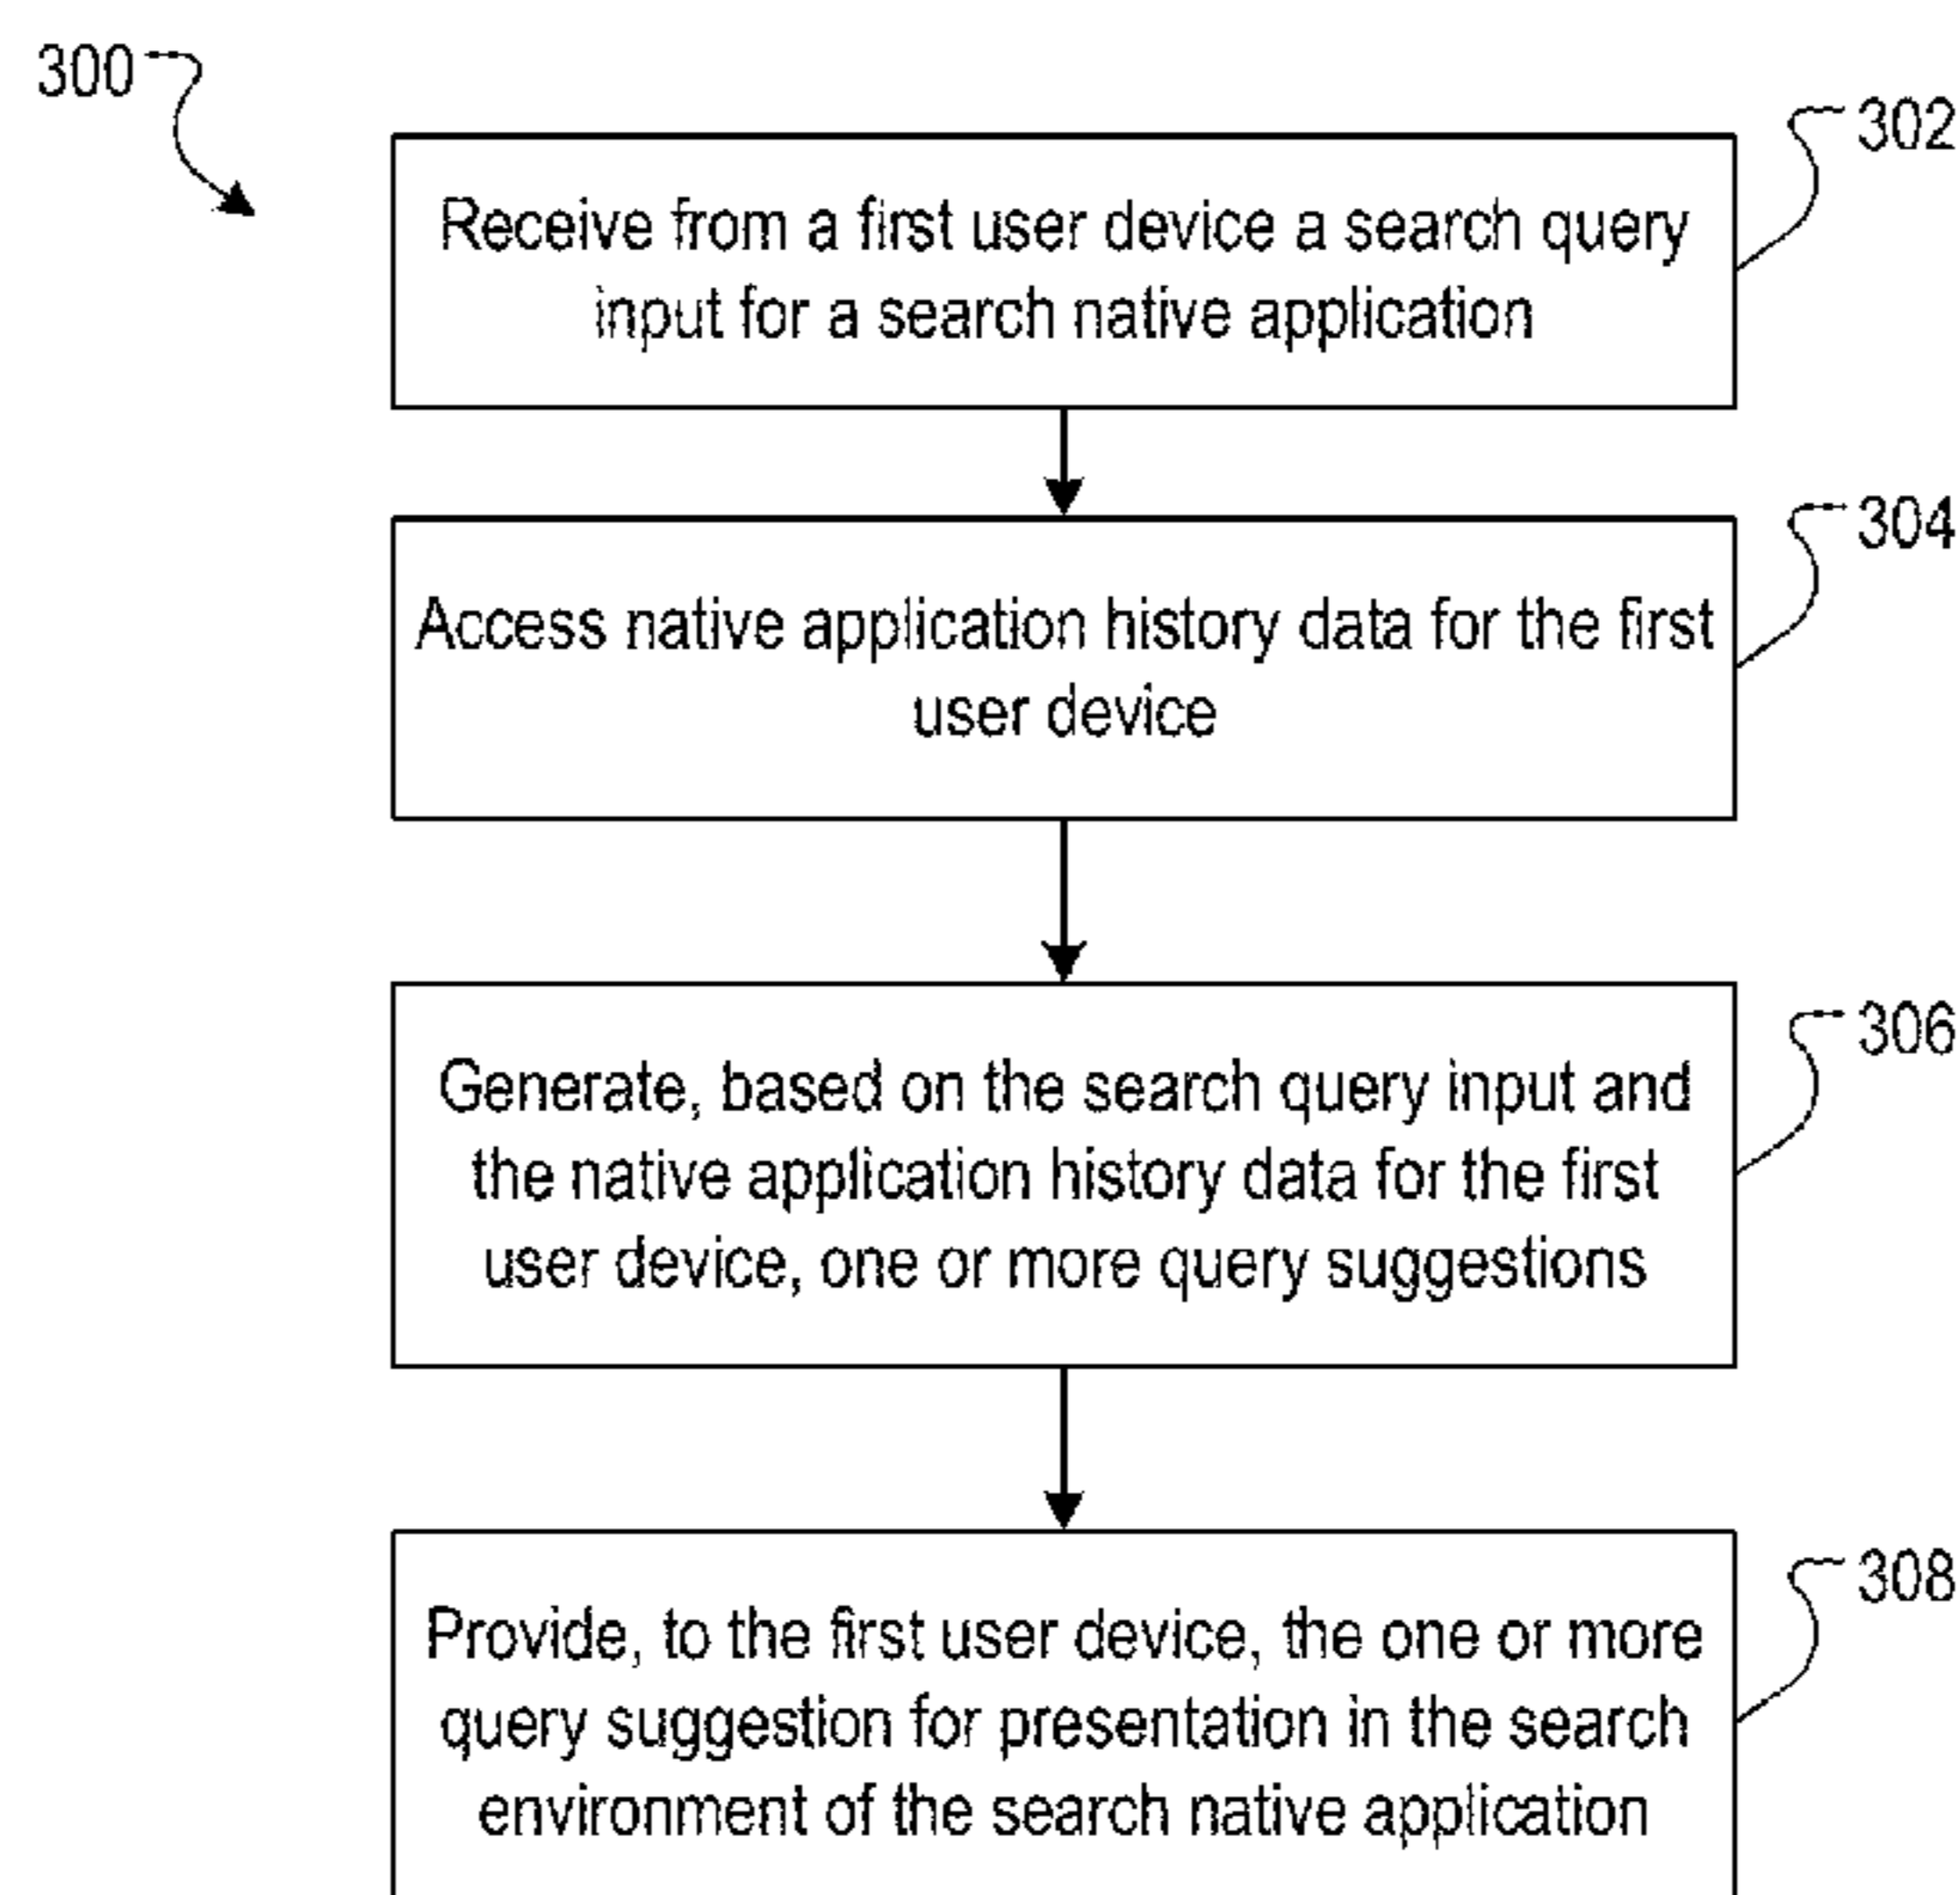 300
302
Receive from a first user device a search query
input for a search native application
304
Access native application history data for the first
user device
306
Generate, based on the search query input and
the native application history data for the first
user device, one or more query suggestions
308
Provide, to the first user device, the one or more
query suggestion for presentation in the search
environment of the search native application